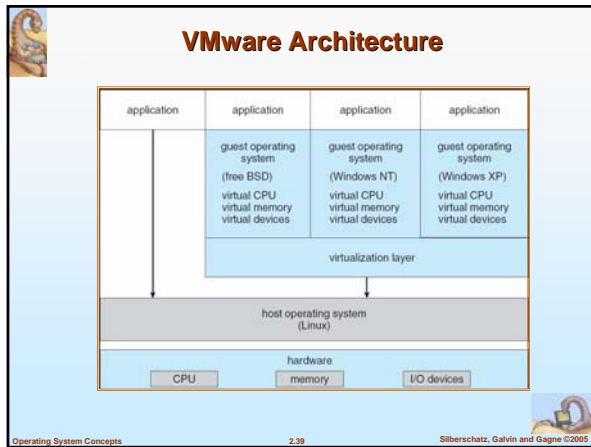 VMware Architecture
application application application application
guest operating system guest operating system guest operating system
(free BSD) (Windows NT) (Windows XP)
virtual CPU virtual CPU virtual CPU
virtual memory virtual memory virtual memory
virtual devices virtual devices virtual devices
virtualization layer
host operating system
(Linux)
hardware
CPU memory I/O devices
Operating System Concepts 2.39 Silberschatz, Galvin and Gagne ©2005